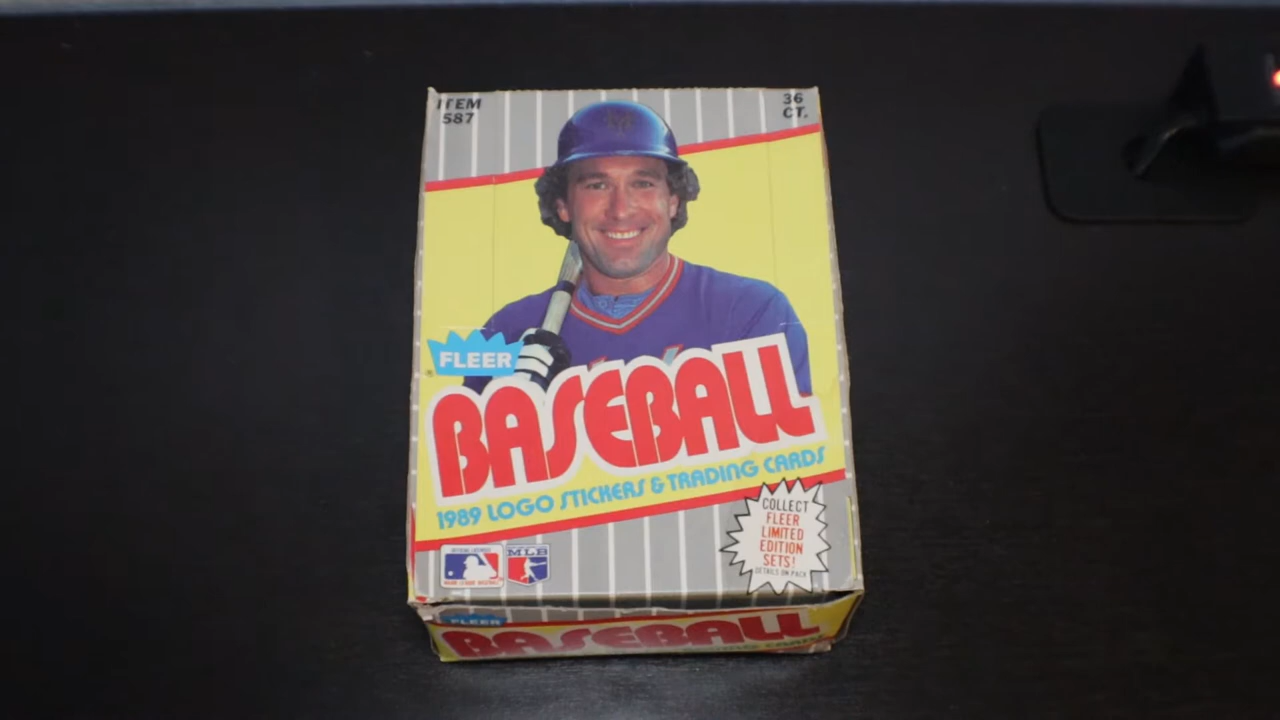 ITEM
587
36
CT.
FLEER
®
BASEBALL
1989 LOGO STICKERS & TRADING CARDS
COLLECT
FLEER
LIMITED
EDITION
SETS!
DETAILS ON PACK
MLB
FLEER
BASEBALL